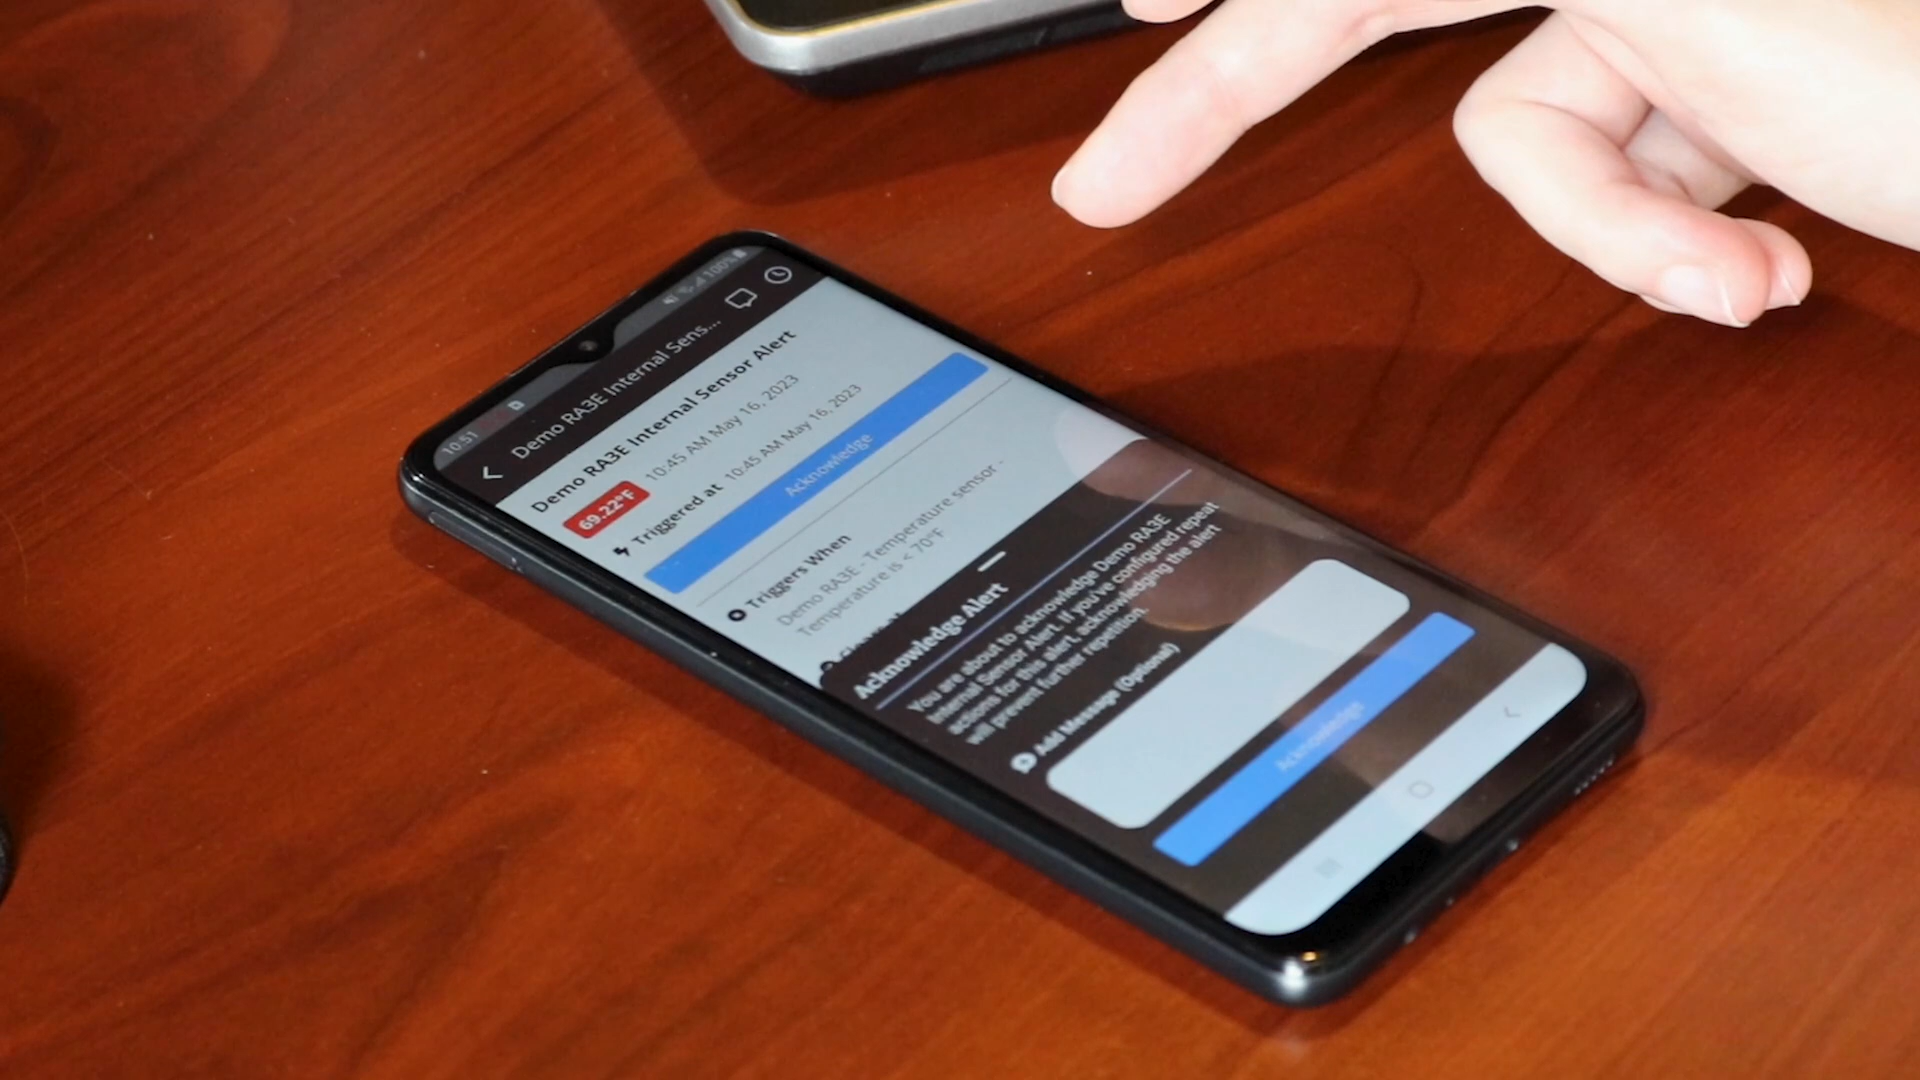 10:51
100%
Demo RA3E Internal Sens...
Demo RA3E Internal Sensor Alert
69.22°F 10:45 AM May 16, 2023
Triggered at 10:45 AM May 16, 2023
Acknowledge
Triggers When
Demo RA3E - Temperature sensor -
Temperature is < 70°F
Acknowledge Alert
You are about to acknowledge Demo RA3E
Internal Sensor Alert. If you've configured repeat
actions for this alert, acknowledging the alert
will prevent further repetition.
Add Message (Optional)
Acknowledge